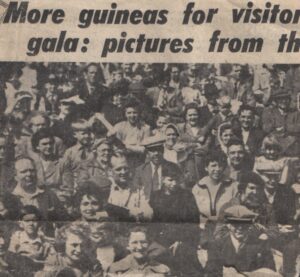 More guineas for visitor
gala: pictures from th